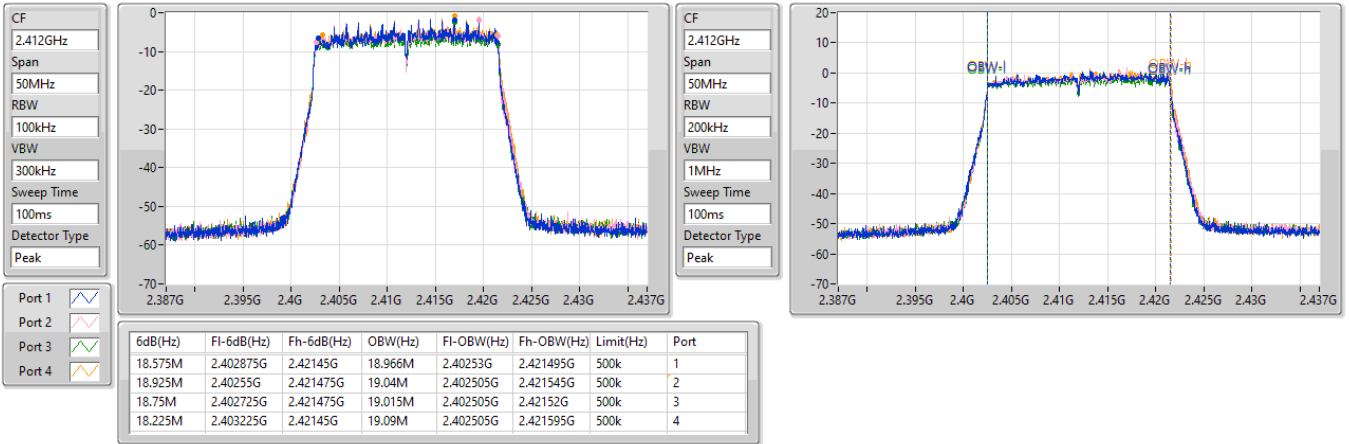 CF
2.412GHz
Span
50MHz
RBW
100kHz
VBW
300kHz
Sweep Time
100ms
Detector Type
Peak
0
-10
-20
-30
-40
-50
-60
-70
2.387G 2.395G 2.4G 2.405G 2.41G 2.415G 2.42G 2.425G 2.43G 2.437G
CF
2.412GHz
Span
50MHz
RBW
200kHz
VBW
1MHz
Sweep Time
100ms
Detector Type
Peak
20
10
0
-10
-20
-30
-40
-50
-60
-70
OBW-l OBW-h
2.387G 2.395G 2.4G 2.405G 2.41G 2.415G 2.42G 2.425G 2.43G 2.437G
Port 1
Port 2
Port 3
Port 4
6dB(Hz) Fl-6dB(Hz) Fh-6dB(Hz) OBW(Hz) Fl-OBW(Hz) Fh-OBW(Hz) Limit(Hz) Port
18.575M 2.402875G 2.42145G 18.966M 2.40253G 2.421495G 500k 1
18.925M 2.40255G 2.421475G 19.04M 2.402505G 2.421545G 500k 2
18.75M 2.402725G 2.421475G 19.015M 2.402505G 2.42152G 500k 3
18.225M 2.403225G 2.42145G 19.09M 2.402505G 2.421595G 500k 4